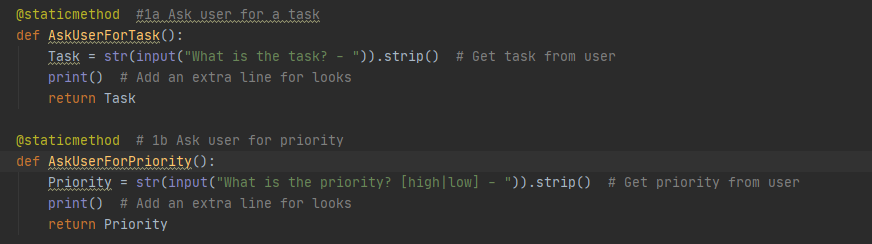 @staticmethod  #1a Ask user for a task
def AskUserForTask():
    Task = str(input("What is the task? - ")).strip()  # Get task from user
    print()  # Add an extra line for looks
    return Task

@staticmethod  # 1b Ask user for priority
def AskUserForPriority():
    Priority = str(input("What is the priority? [high|low] - ")).strip()  # Get priority from user
    print()  # Add an extra line for looks
    return Priority